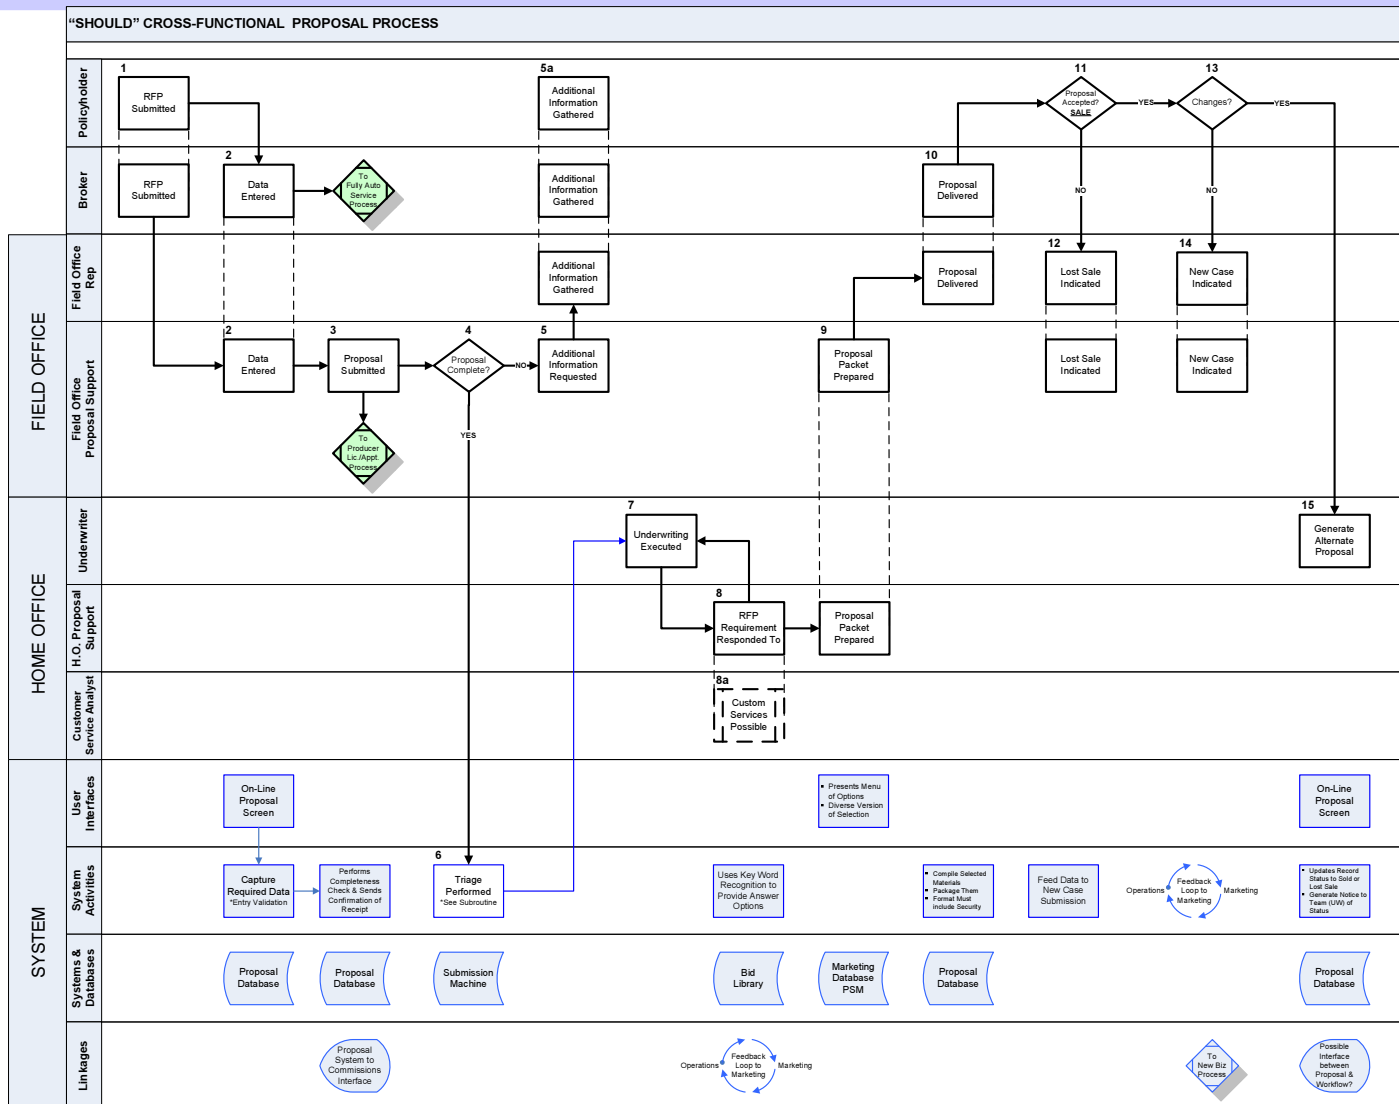 “SHOULD” CROSS-FUNCTIONAL PROPOSAL PROCESS
Policyholder
1
RFP
Submitted
5a
Additional
Information
Gathered
11
Proposal
Accepted?
SALE
YES
13
Changes?
YES
Broker
RFP
Submitted
2
Data
Entered
To
Fully Auto
Service
Process
Additional
Information
Gathered
10
Proposal
Delivered
NO
NO
FIELD OFFICE
Field Office
Rep
Additional
Information
Gathered
Proposal
Delivered
12
Lost Sale
Indicated
14
New Case
Indicated
Field Office
Proposal Support
2
Data
Entered
3
Proposal
Submitted
4
Proposal
Complete?
NO
5
Additional
Information
Requested
9
Proposal
Packet
Prepared
Lost Sale
Indicated
New Case
Indicated
To
Producer
Lic./Appt.
Process
YES
HOME OFFICE
Underwriter
7
Underwriting
Executed
15
Generate
Alternate
Proposal
H.O. Proposal
Support
8
RFP
Requirement
Responded To
Proposal
Packet
Prepared
Customer
Service Analyst
8a
Custom
Services
Possible
SYSTEM
User
Interfaces
On-Line
Proposal
Screen
▪ Presents Menu
of Options
▪ Diverse Version
of Selection
On-Line
Proposal
Screen
System
Activities
Capture
Required Data
*Entry Validation
Performs
Completeness
Check & Sends
Confirmation of
Receipt
6
Triage
Performed
*See Subroutine
Uses Key Word
Recognition to
Provide Answer
Options
▪ Compile Selected
Materials
▪ Package Them
▪ Format Must
include Security
Feed Data to
New Case
Submission
Operations
Feedback
Loop to
Marketing
Marketing
▪ Updates Record
Status to Sold or
Lost Sale
▪ Generate Notice to
Team (UW) of
Status
Systems &
Databases
Proposal
Database
Proposal
Database
Submission
Machine
Bid
Library
Marketing
Database
PSM
Proposal
Database
Proposal
Database
Linkages
Proposal
System to
Commissions
Interface
Operations
Feedback
Loop to
Marketing
Marketing
To
New Biz
Process
Possible
Interface
between
Proposal &
Workflow?